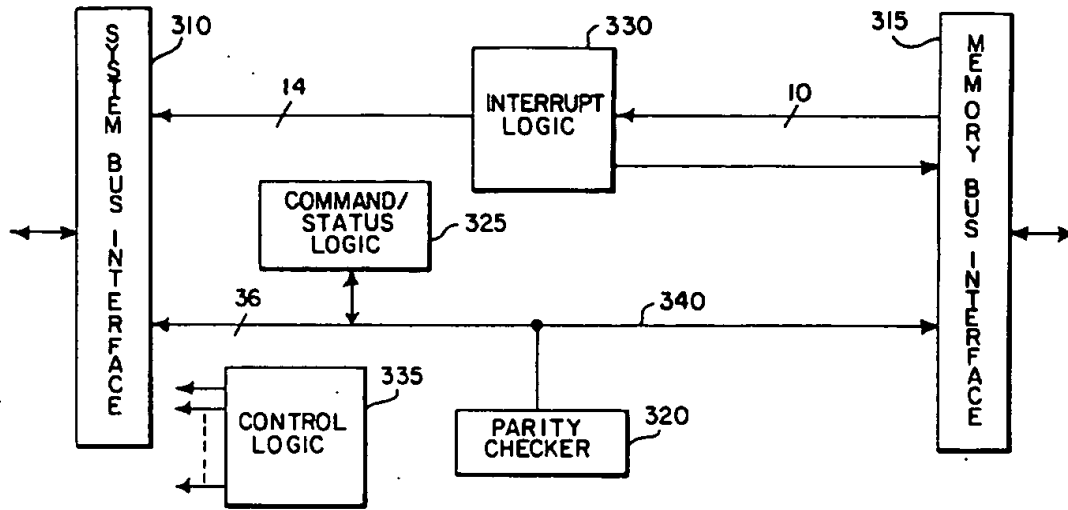 SYSTEM BUS INTERFACE
310
330
315
MEMORY BUS INTERFACE
14
INTERRUPT
LOGIC
10
COMMAND/
STATUS
LOGIC
325
36
340
335
CONTROL
LOGIC
PARITY
CHECKER
320